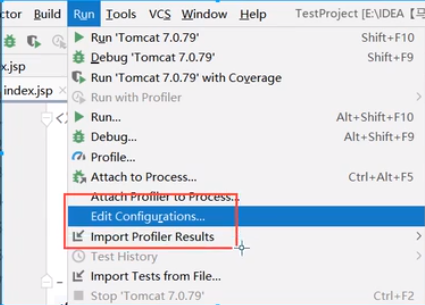 ctor Build Run Tools VCS Window Help TestProject [E:\IDEA【
.jsp
index.jsp ×
<
Run 'Tomcat 7.0.79' Shift+F10
Debug 'Tomcat 7.0.79' Shift+F9
Run 'Tomcat 7.0.79' with Coverage
Run with Profiler
Run... Alt+Shift+F10
Debug... Alt+Shift+F9
Profile...
Attach to Process... Ctrl+Alt+F5
Attach Profiler to Process...
Edit Configurations...
Import Profiler Results
Test History
Import Tests from File...
Stop 'Tomcat 7.0.79' Ctrl+F2